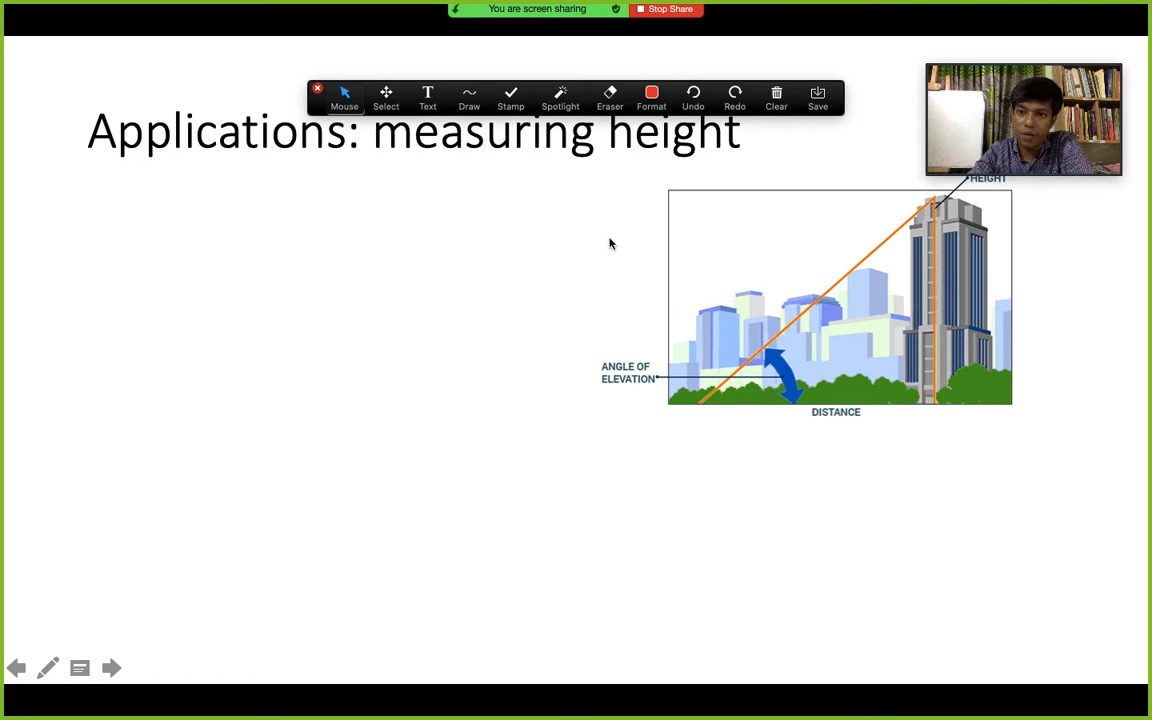 You are screen sharing Stop Share
Mouse Select Text Draw Stamp Spotlight Eraser Format Undo Redo Clear Save
Applications: measuring height
HEIGHT
ANGLE OF
ELEVATION
DISTANCE